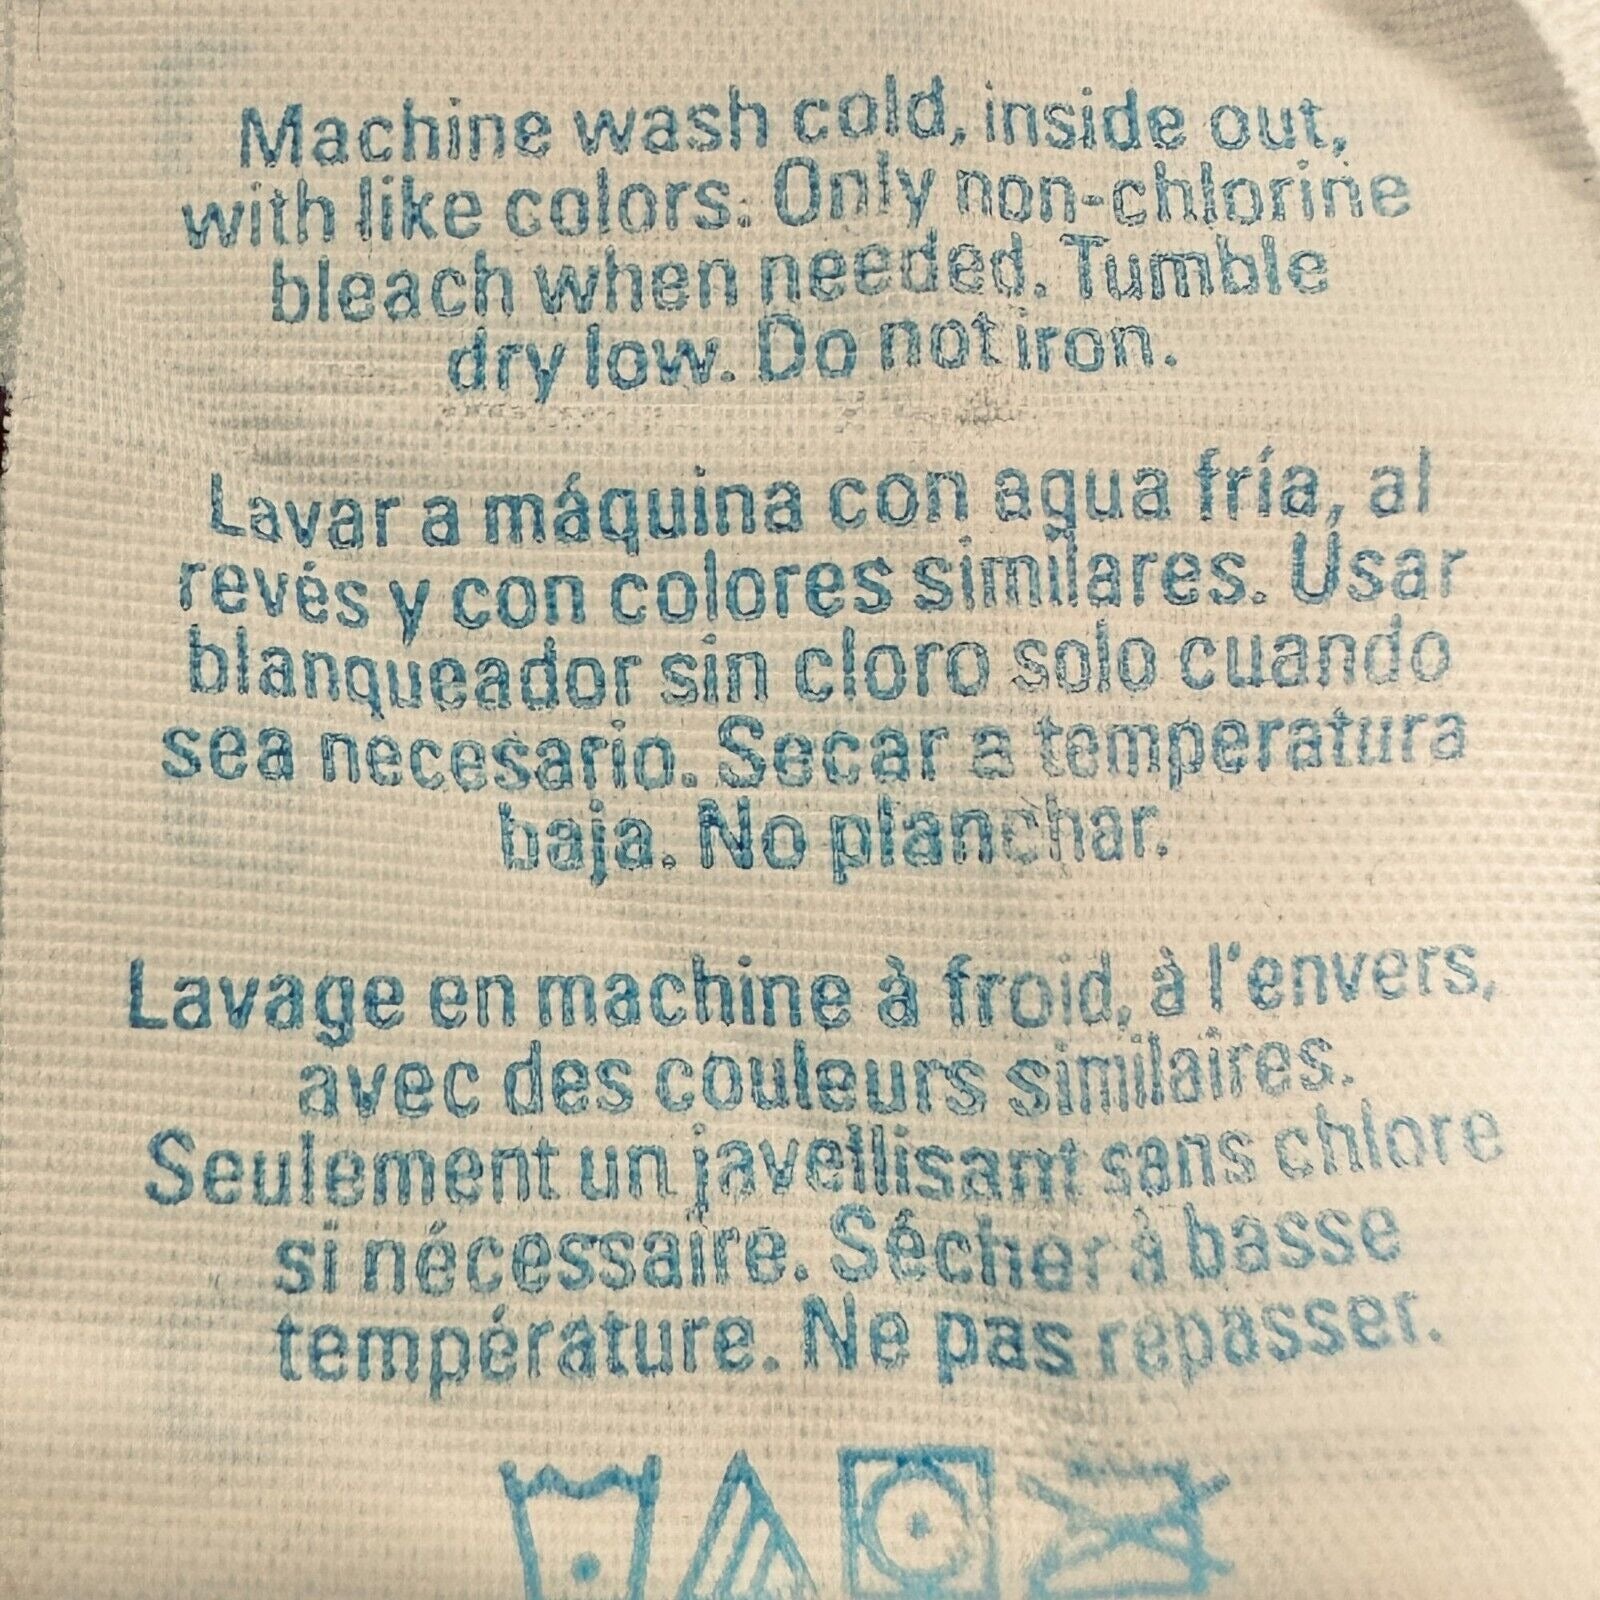 Machine wash cold, inside out,
with like colors. Only non-chlorine
bleach when needed. Tumble
dry low. Do not iron.
Lavar a máquina con agua fría, al
revés y con colores similares. Usar
blanqueador sin cloro solo cuando
sea necesario. Secar a temperatura
baja. No planchar.
Lavage en machine à froid, à l'envers,
avec des couleurs similaires.
Seulement un javellisant sans chlore
si nécessaire. Sécher à basse
température. Ne pas repasser.